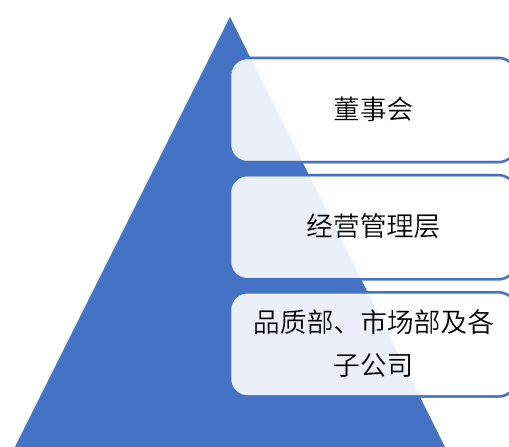 董事会
经营管理层
品质部、市场部及各
子公司